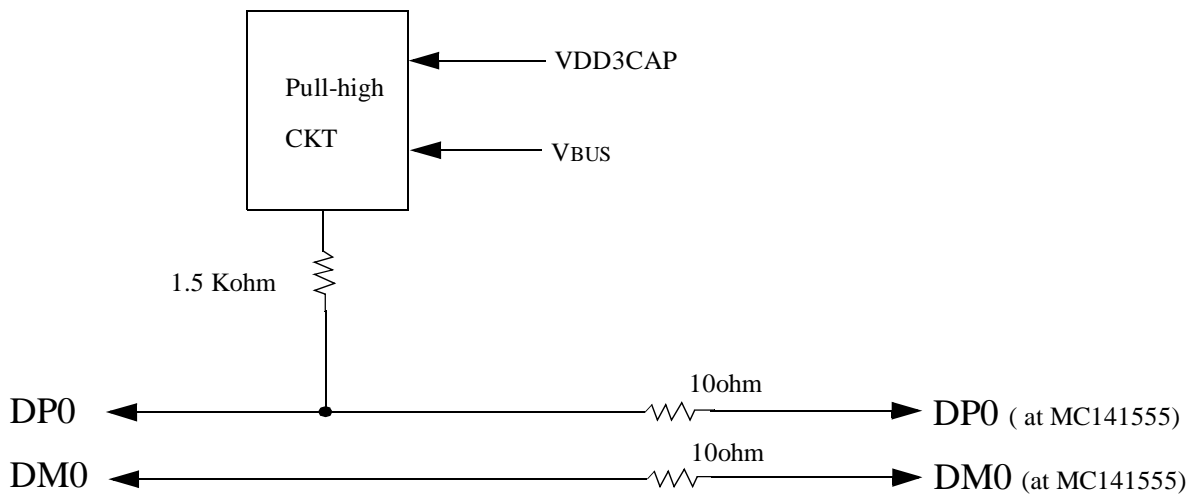 Pull-high
CKT
VDD3CAP
VBUS
1.5 Kohm
10ohm
DP0
DP0 ( at MC141555)
10ohm
DM0
DM0 (at MC141555)